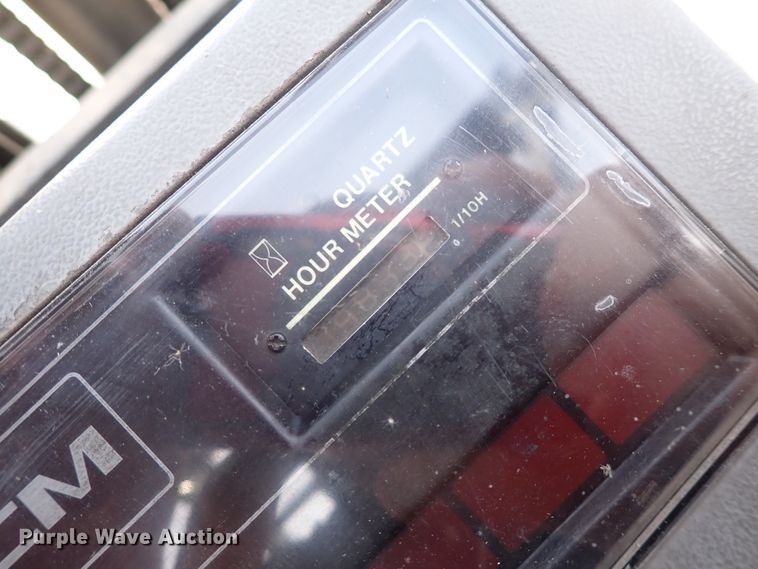 QUARTZ
HOUR METER
1/10H
Purple Wave Auction